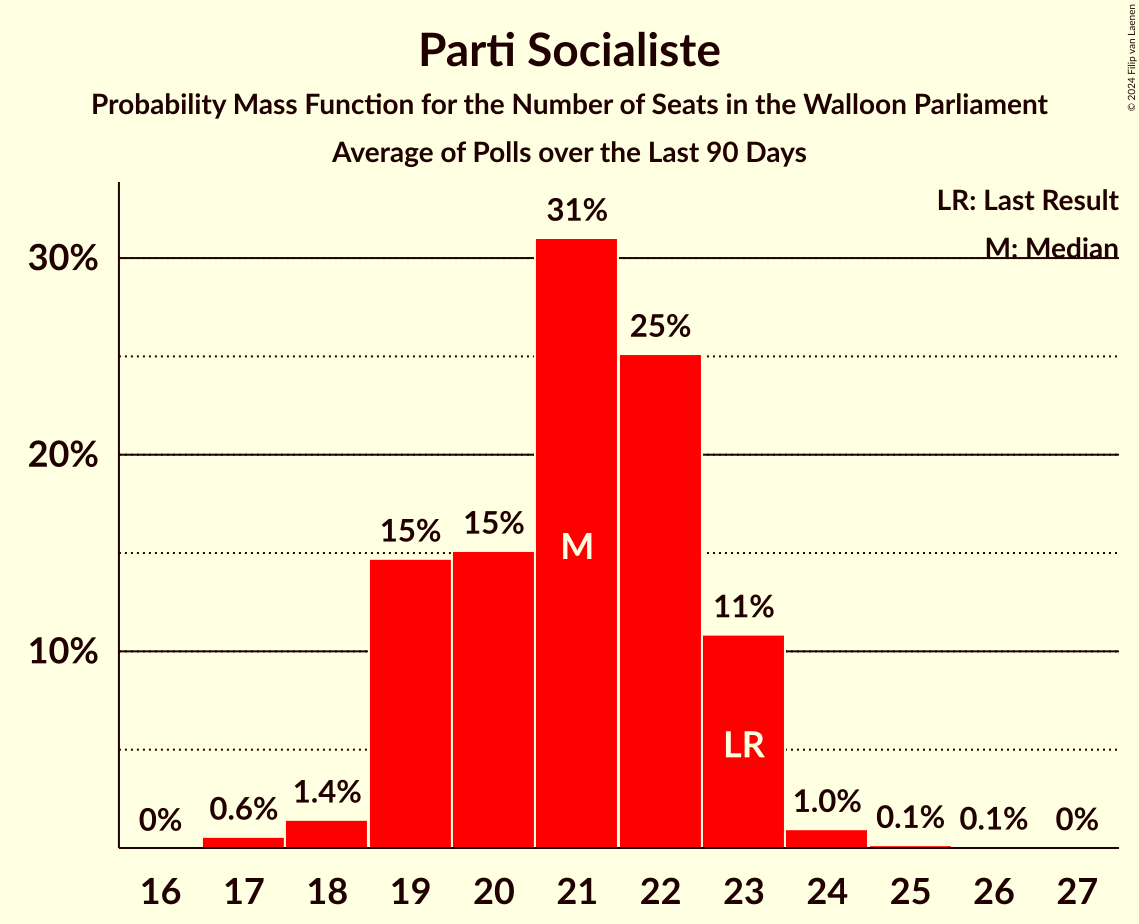 Parti Socialiste
Probability Mass Function for the Number of Seats in the Walloon Parliament
Average of Polls over the Last 90 Days
© 2024 Filip van Laenen
LR: Last Result
M: Median
30%
20%
10%
0%
0.6%
1.4%
15%
15%
31%
25%
11%
1.0%
0.1%
0.1%
0%
M
LR
16 17 18 19 20 21 22 23 24 25 26 27